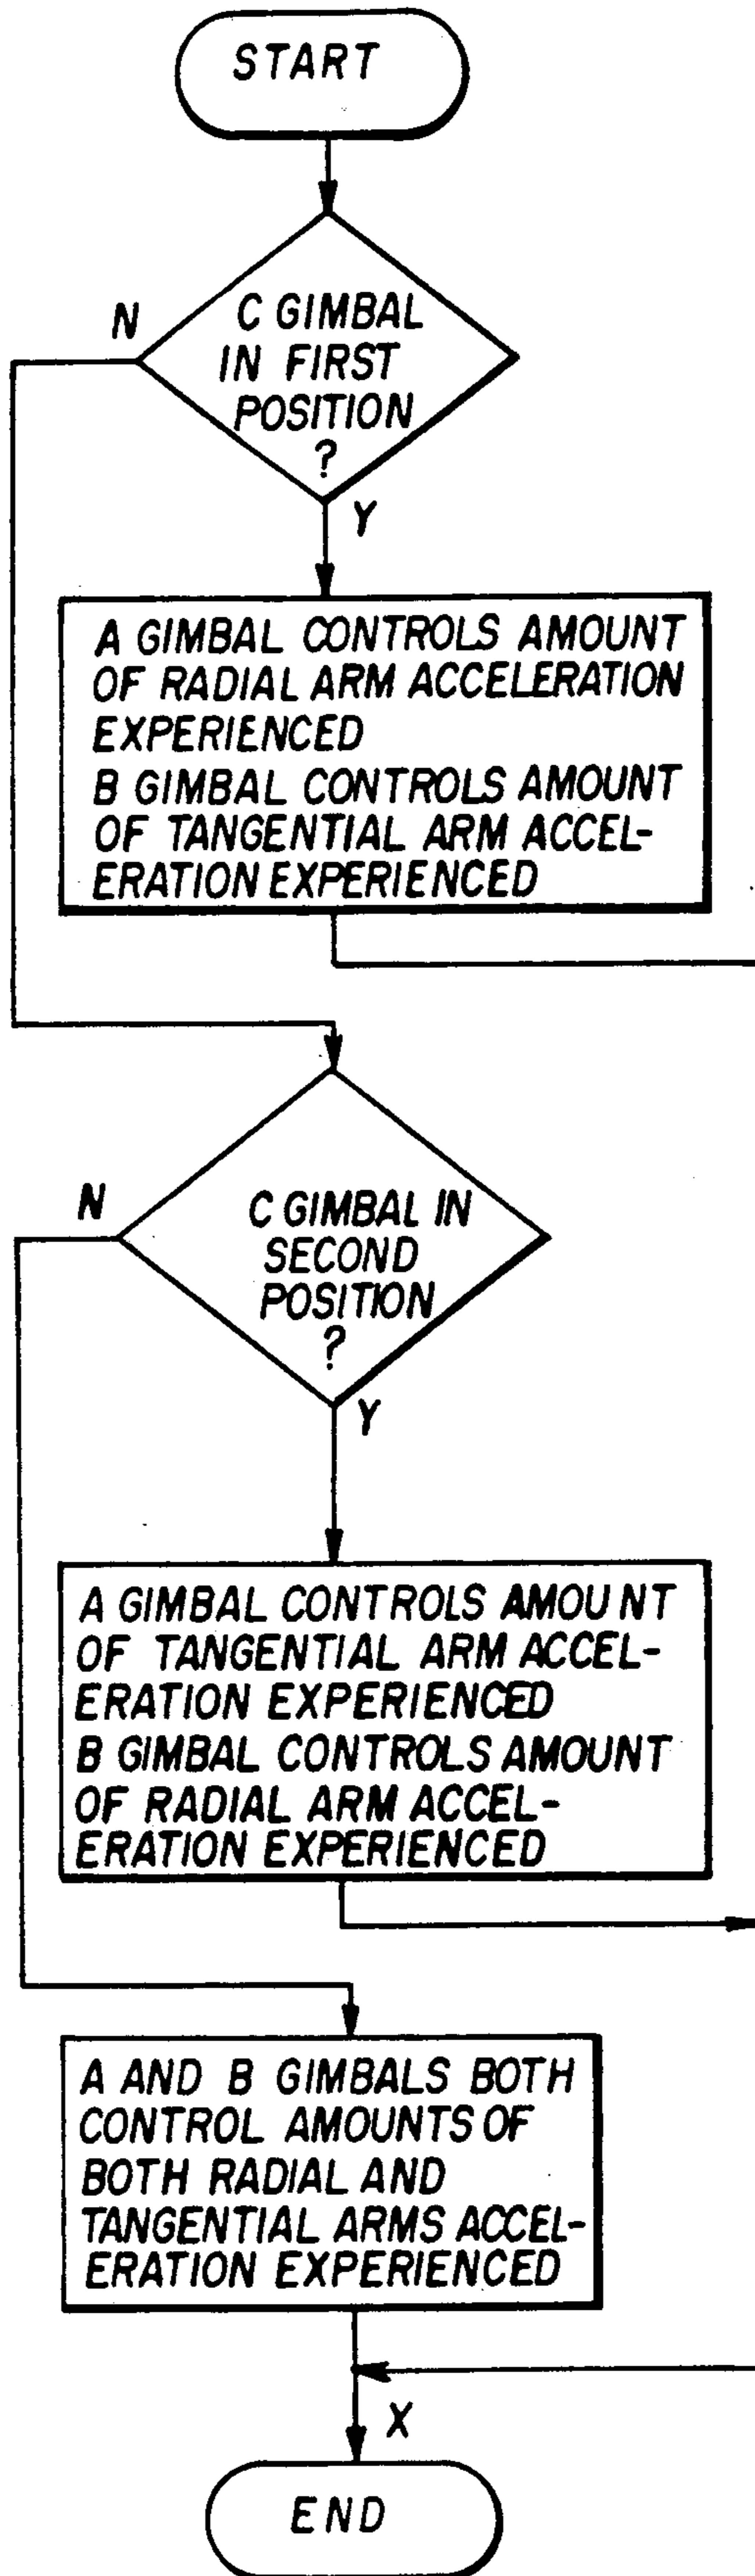 START
N
C GIMBAL
IN FIRST
POSITION
?
Y
A GIMBAL CONTROLS AMOUNT
OF RADIAL ARM ACCELERATION
EXPERIENCED
B GIMBAL CONTROLS AMOUNT
OF TANGENTIAL ARM ACCEL-
ERATION EXPERIENCED
N
C GIMBAL IN
SECOND
POSITION
?
Y
A GIMBAL CONTROLS AMOUNT
OF TANGENTIAL ARM ACCEL-
ERATION EXPERIENCED
B GIMBAL CONTROLS AMOUNT
OF RADIAL ARM ACCEL-
ERATION EXPERIENCED
A AND B GIMBALS BOTH
CONTROL AMOUNTS OF
BOTH RADIAL AND
TANGENTIAL ARMS ACCEL-
ERATION EXPERIENCED
X
END